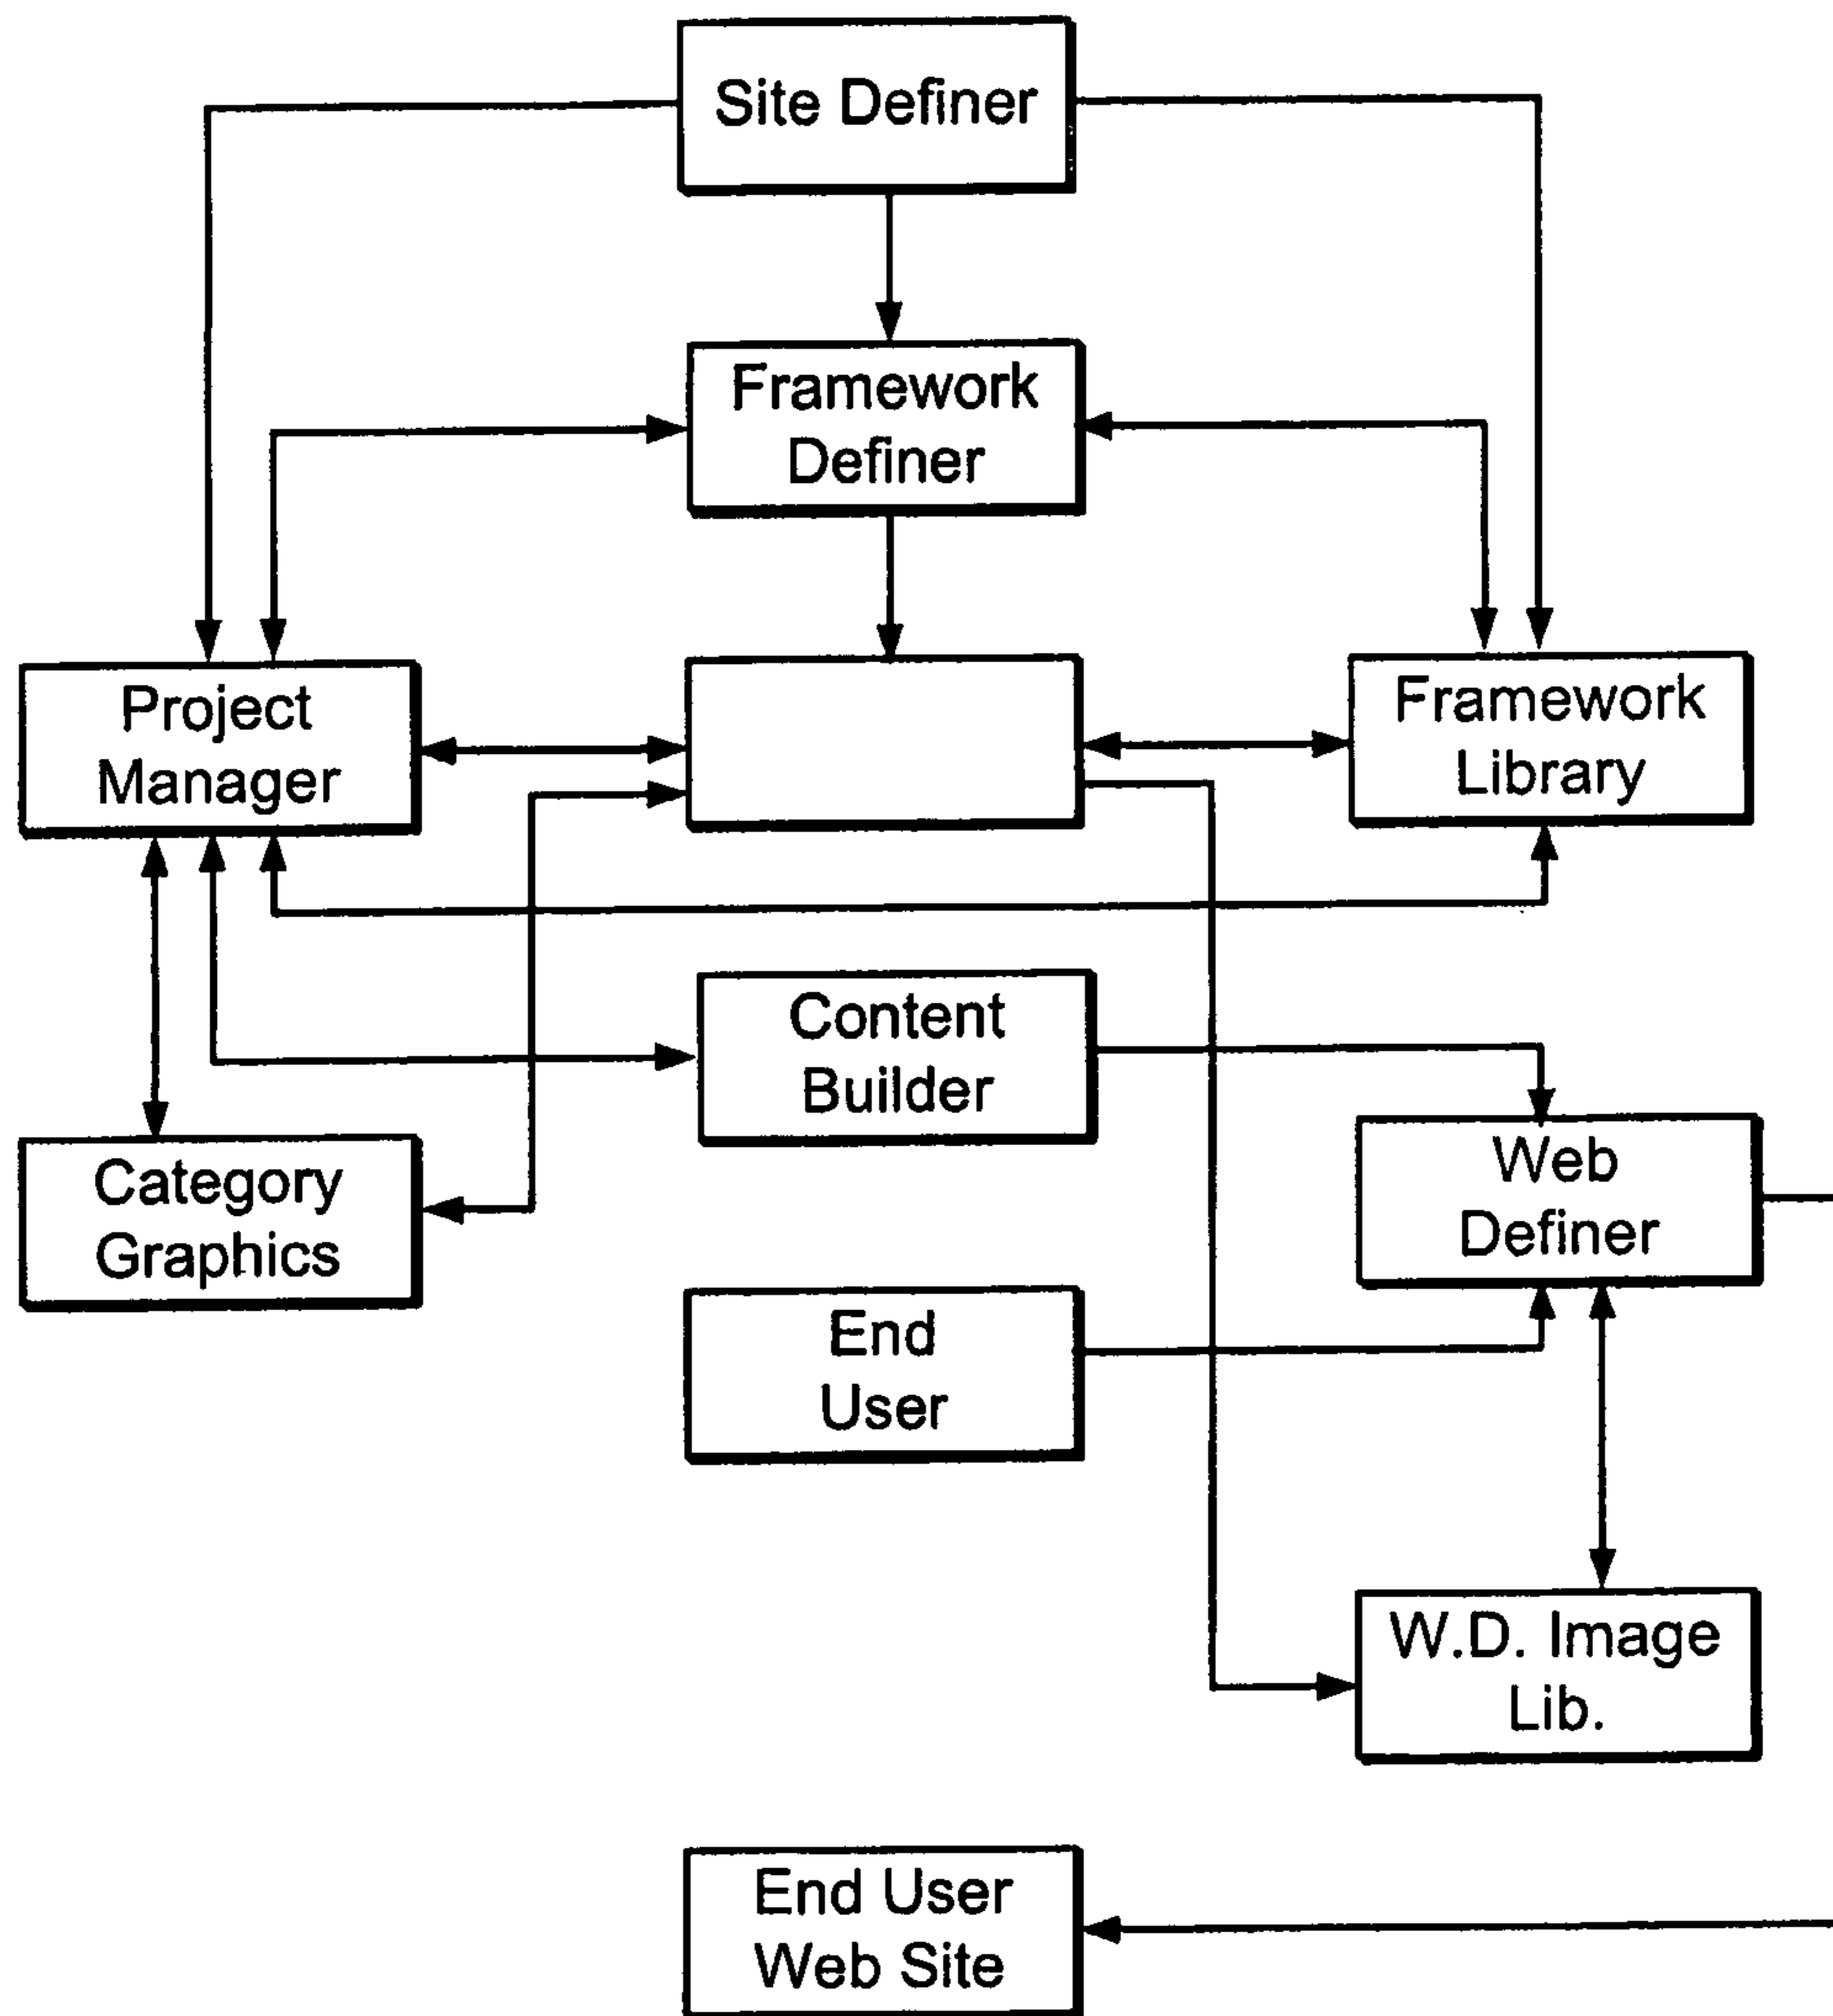 Site Definer
Framework
Definer
Project
Manager
Framework
Library
Content
Builder
Category
Graphics
Web
Definer
End
User
W.D. Image
Lib.
End User
Web Site